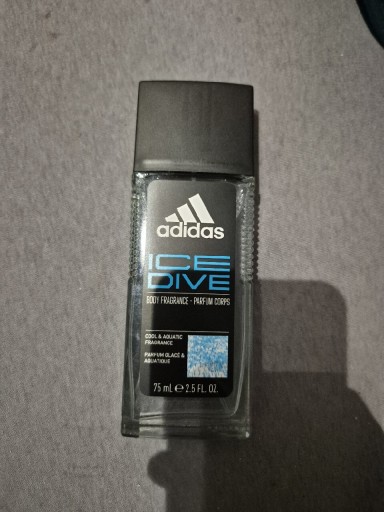 adidas
ICE
DIVE
BODY FRAGRANCE - PARFUM CORPS
COOL & AQUATIC
FRAGRANCE
PARFUM GLACÉ &
AQUATIQUE
75 mL e 2.5 FL. OZ.